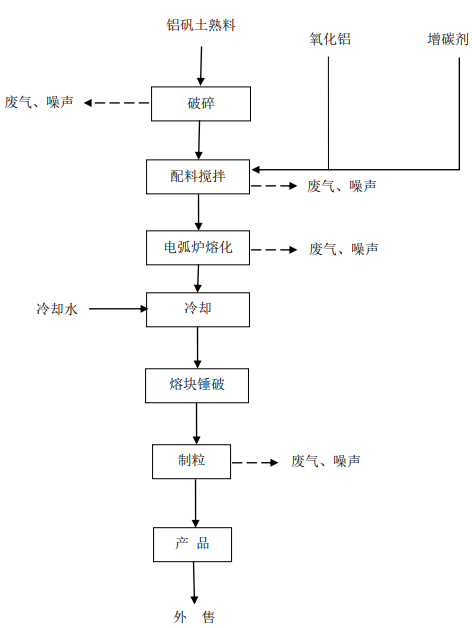 铝矾土熟料
氧化铝
增碳剂
废气、噪声
破碎
配料搅拌
废气、噪声
电弧炉熔化
废气、噪声
冷却水
冷却
熔块锤破
制粒
废气、噪声
产 品
外 售